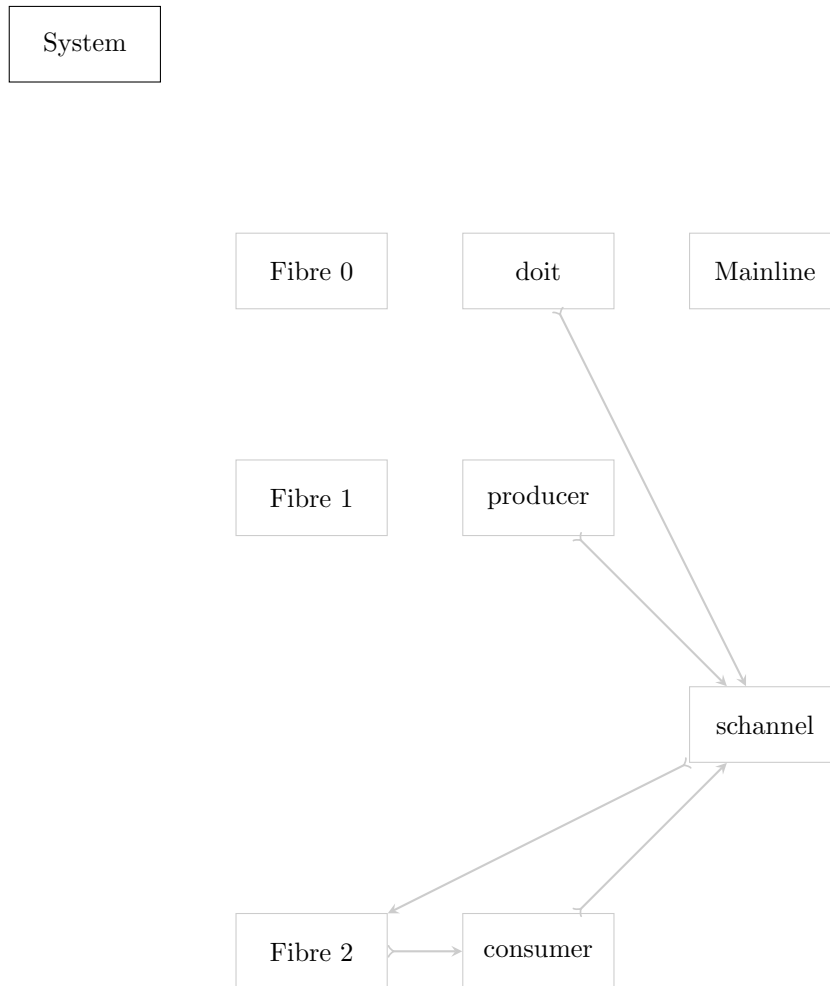 System
Fibre 0
doit
Mainline
Fibre 1
producer
schannel
Fibre 2
consumer